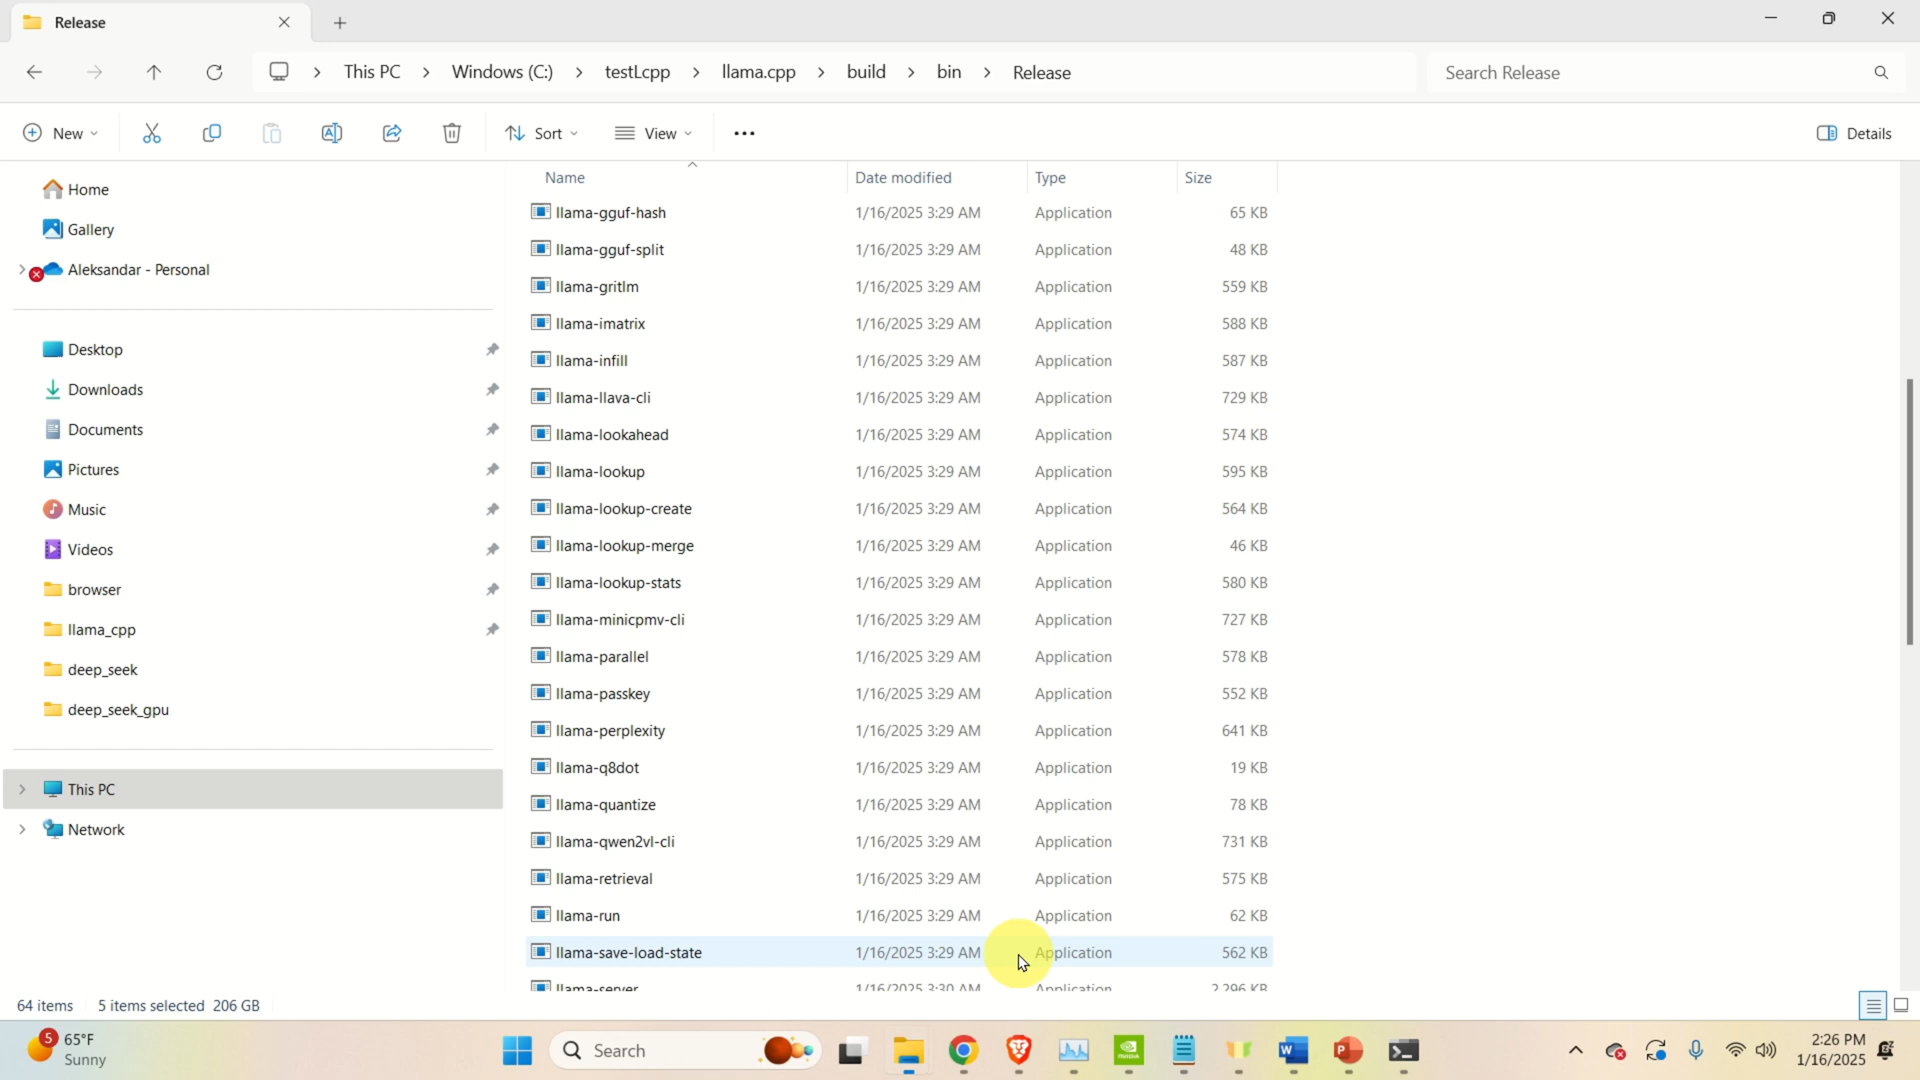 Release
This PC > Windows (C:) > testLcpp > llama.cpp > build > bin > Release
Search Release
New
Sort
View
Details
Home
Gallery
Aleksandar - Personal
Desktop
Downloads
Documents
Pictures
Music
Videos
browser
llama_cpp
deep_seek
deep_seek_gpu
This PC
Network
Name Date modified Type Size
llama-gguf-hash 1/16/2025 3:29 AM Application 65 KB
llama-gguf-split 1/16/2025 3:29 AM Application 48 KB
llama-gritlm 1/16/2025 3:29 AM Application 559 KB
llama-imatrix 1/16/2025 3:29 AM Application 588 KB
llama-infill 1/16/2025 3:29 AM Application 587 KB
llama-llava-cli 1/16/2025 3:29 AM Application 729 KB
llama-lookahead 1/16/2025 3:29 AM Application 574 KB
llama-lookup 1/16/2025 3:29 AM Application 595 KB
llama-lookup-create 1/16/2025 3:29 AM Application 564 KB
llama-lookup-merge 1/16/2025 3:29 AM Application 46 KB
llama-lookup-stats 1/16/2025 3:29 AM Application 580 KB
llama-minicpmv-cli 1/16/2025 3:29 AM Application 727 KB
llama-parallel 1/16/2025 3:29 AM Application 578 KB
llama-passkey 1/16/2025 3:29 AM Application 552 KB
llama-perplexity 1/16/2025 3:29 AM Application 641 KB
llama-q8dot 1/16/2025 3:29 AM Application 19 KB
llama-quantize 1/16/2025 3:29 AM Application 78 KB
llama-qwen2vl-cli 1/16/2025 3:29 AM Application 731 KB
llama-retrieval 1/16/2025 3:29 AM Application 575 KB
llama-run 1/16/2025 3:29 AM Application 62 KB
llama-save-load-state 1/16/2025 3:29 AM Application 562 KB
llama-server 1/16/2025 3:30 AM Application 2,296 KB
64 items 5 items selected 206 GB
5
65°F
Sunny
Search
NVIDIA
2:26 PM
1/16/2025